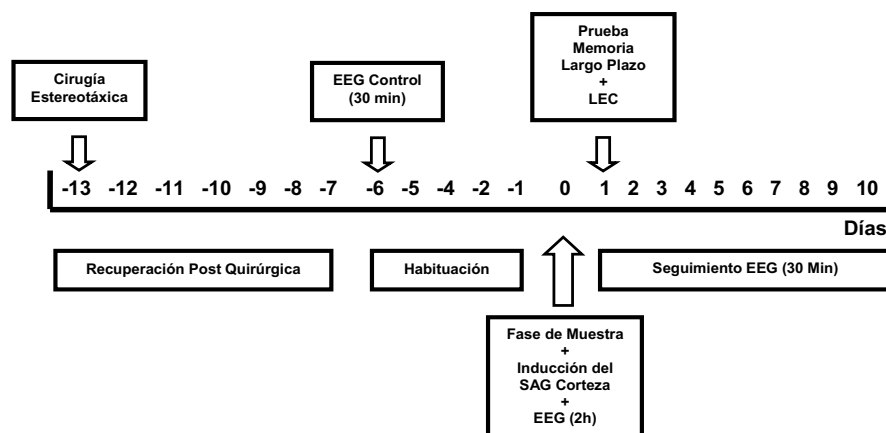 Prueba
Memoria
Largo Plazo
+
LEC
Cirugía
Estereotáxica
EEG Control
(30 min)
-13 -12 -11 -10 -9 -8 -7 -6 -5 -4 -2 -1 0 1 2 3 4 5 6 7 8 9 10
Días
Recuperación Post Quirúrgica
Habituación
Seguimiento EEG (30 Min)
Fase de Muestra
+
Inducción del
SAG Corteza
+
EEG (2h)